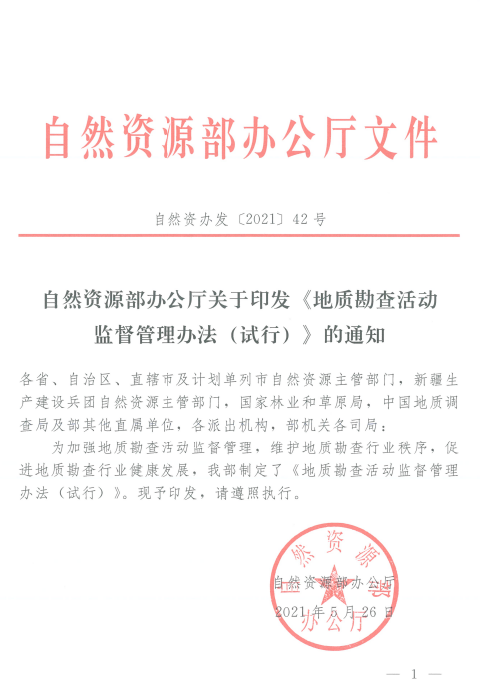 自然资源部办公厅文件
自然资办发〔2021〕42号
自然资源部办公厅关于印发《地质勘查活动
监督管理办法（试行）》的通知
各省、自治区、直辖市及计划单列市自然资源主管部门，新疆生
产建设兵团自然资源主管部门，国家林业和草原局，中国地质调
查局及部其他直属单位，各派出机构，部机关各司局：
为加强地质勘查活动监督管理，维护地质勘查行业秩序，促
进地质勘查行业健康发展，我部制定了《地质勘查活动监督管理
办法（试行）》。现予印发，请遵照执行。
自然资源部
办公厅
自然资源部办公厅
2021年5月26日
— 1